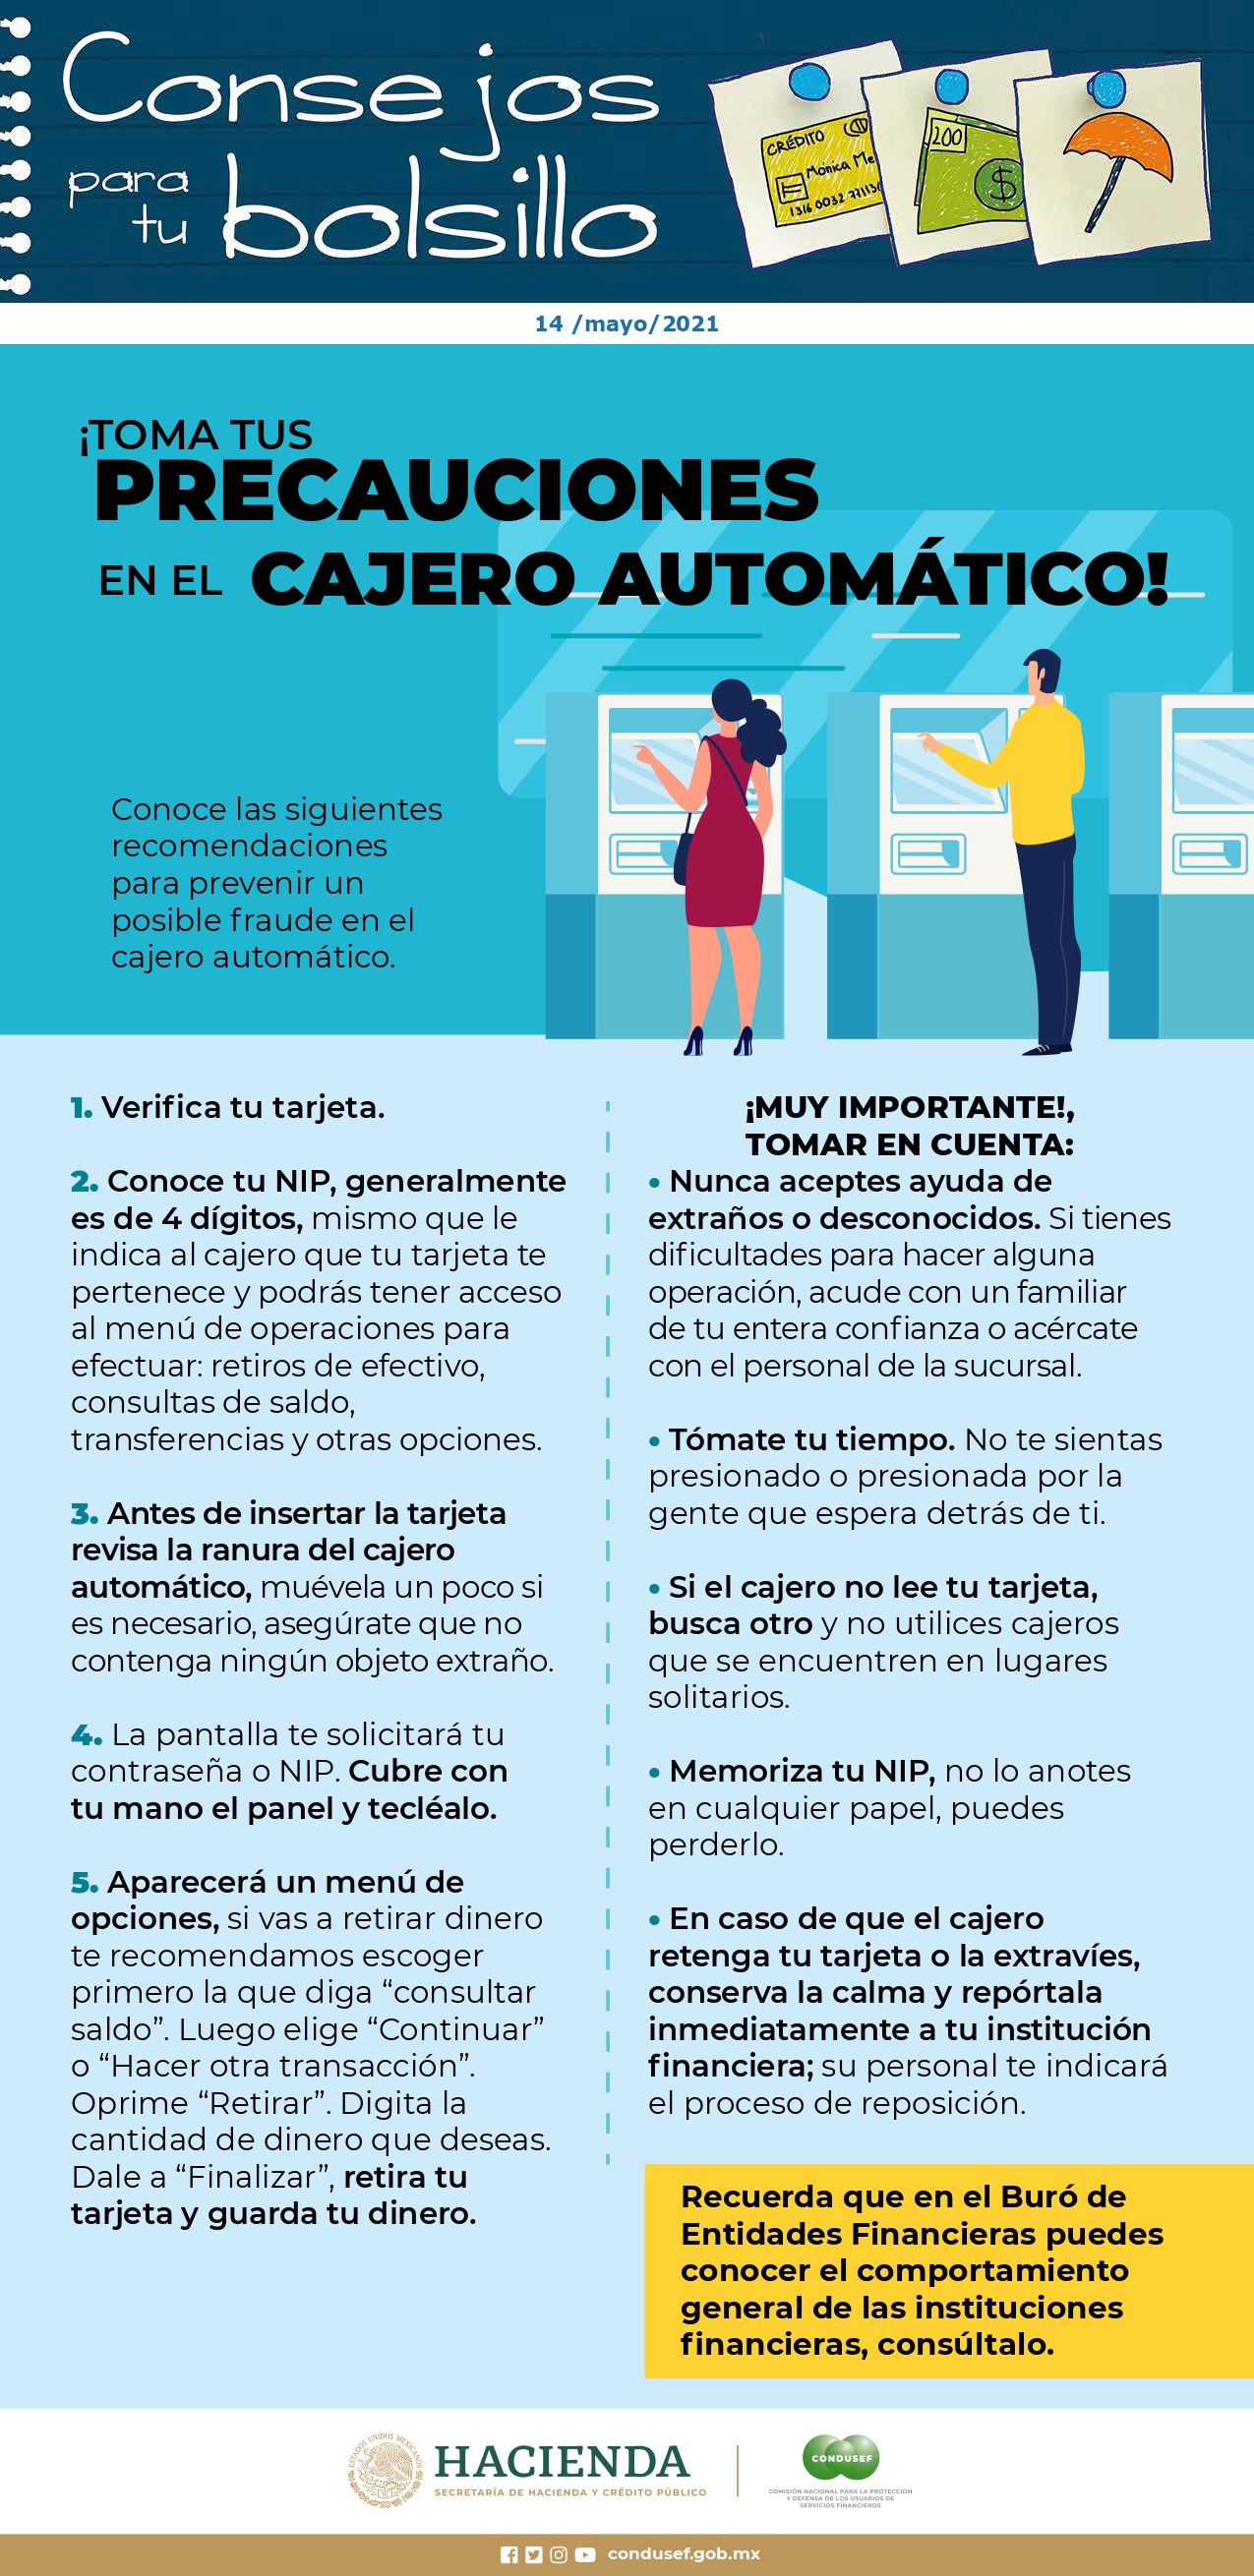 Consejos
para
tu bolsillo
CRÉDITO
Mónica Me
1316 0032 77113
200
$
14 /mayo/2021
¡TOMA TUS
PRECAUCIONES
EN EL CAJERO AUTOMÁTICO!
Conoce las siguientes
recomendaciones
para prevenir un
posible fraude en el
cajero automático.
1. Verifica tu tarjeta.
2. Conoce tu NIP, generalmente
es de 4 dígitos, mismo que le
indica al cajero que tu tarjeta te
pertenece y podrás tener acceso
al menú de operaciones para
efectuar: retiros de efectivo,
consultas de saldo,
transferencias y otras opciones.
3. Antes de insertar la tarjeta
revisa la ranura del cajero
automático, muévela un poco si
es necesario, asegúrate que no
contenga ningún objeto extraño.
4. La pantalla te solicitará tu
contraseña o NIP. Cubre con
tu mano el panel y tecléalo.
5. Aparecerá un menú de
opciones, si vas a retirar dinero
te recomendamos escoger
primero la que diga “consultar
saldo”. Luego elige “Continuar”
o “Hacer otra transacción”.
Oprime “Retirar”. Digita la
cantidad de dinero que deseas.
Dale a “Finalizar”, retira tu
tarjeta y guarda tu dinero.
¡MUY IMPORTANTE!,
TOMAR EN CUENTA:
• Nunca aceptes ayuda de
extraños o desconocidos. Si tienes
dificultades para hacer alguna
operación, acude con un familiar
de tu entera confianza o acércate
con el personal de la sucursal.
• Tómate tu tiempo. No te sientas
presionado o presionada por la
gente que espera detrás de ti.
• Si el cajero no lee tu tarjeta,
busca otro y no utilices cajeros
que se encuentren en lugares
solitarios.
• Memoriza tu NIP, no lo anotes
en cualquier papel, puedes
perderlo.
• En caso de que el cajero
retenga tu tarjeta o la extravíes,
conserva la calma y repórtala
inmediatamente a tu institución
financiera; su personal te indicará
el proceso de reposición.
Recuerda que en el Buró de
Entidades Financieras puedes
conocer el comportamiento
general de las instituciones
financieras, consúltalo.
ESTADOS UNIDOS MEXICANOS
HACIENDA
SECRETARÍA DE HACIENDA Y CRÉDITO PÚBLICO
CONDUSEF
COMISIÓN NACIONAL PARA LA PROTECCIÓN
Y DEFENSA DE LOS USUARIOS DE
SERVICIOS FINANCIEROS
condusef.gob.mx